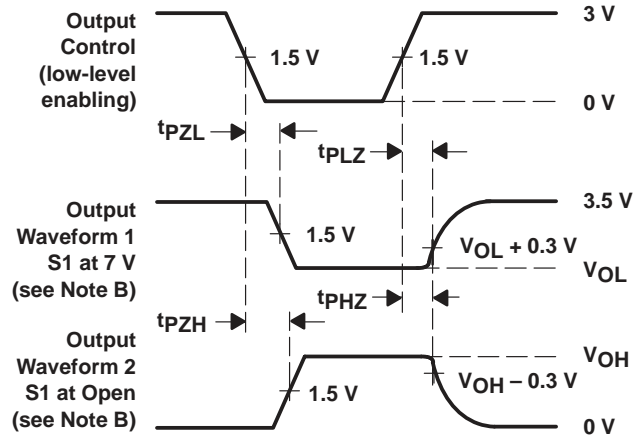 Output
Control
(low-level
enabling)
1.5 V
1.5 V
3 V
0 V
tPZL
tPLZ
Output
Waveform 1
S1 at 7 V
(see Note B)
1.5 V
3.5 V
VOL + 0.3 V
VOL
tPZH
tPHZ
Output
Waveform 2
S1 at Open
(see Note B)
1.5 V
VOH
VOH – 0.3 V
0 V